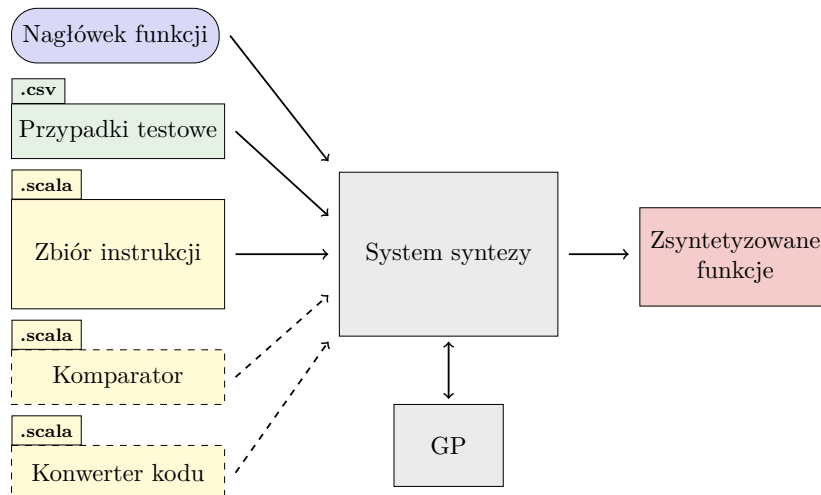 Nagłówek funkcji
.csv
Przypadki testowe
.scala
Zbiór instrukcji
.scala
Komparator
.scala
Konwerter kodu
System syntezy
GP
Zsyntetyzowane
funkcje